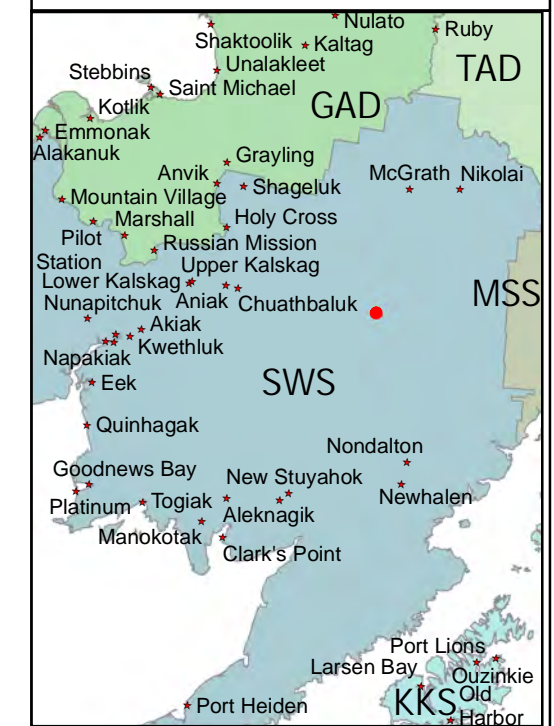 Nulato
Ruby
Shaktoolik
Kaltag
TAD
Unalakleet
Stebbins
Saint Michael
GAD
Kotlik
Emmonak
Alakanuk
Grayling
Anvik
McGrath
Nikolai
Shageluk
Mountain Village
Marshall
Holy Cross
Pilot
Station
Russian Mission
Upper Kalskag
Lower Kalskag
MSS
Nunapitchuk
Aniak
Chuathbaluk
Akiak
Kwethluk
Napakiak
Eek
SWS
Quinhagak
Nondalton
Goodnews Bay
New Stuyahok
Newhalen
Platinum
Togiak
Aleknagik
Manokotak
Clark's Point
Port Lions
Larsen Bay
Ouzinkie
KKS
Old
Harbor
Port Heiden